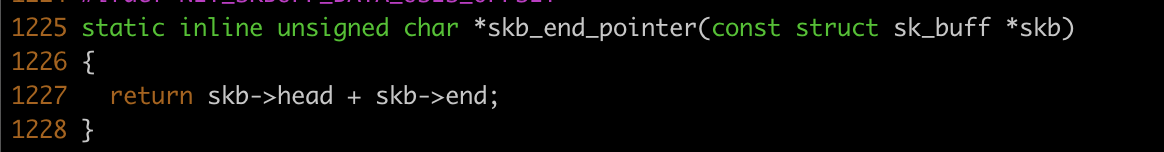 1225 static inline unsigned char *skb_end_pointer(const struct sk_buff *skb)
1226 {
1227   return skb->head + skb->end;
1228 }